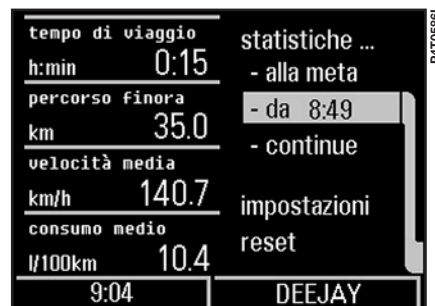 tempo di viaggio
h:min 0:15
percorso finora
km 35.0
velocità media
km/h 140.7
consumo medio
l/100km 10.4
9:04
statistiche ...
- alla meta
- da 8:49
- continue
impostazioni
reset
DEEJAY
P4T0586I